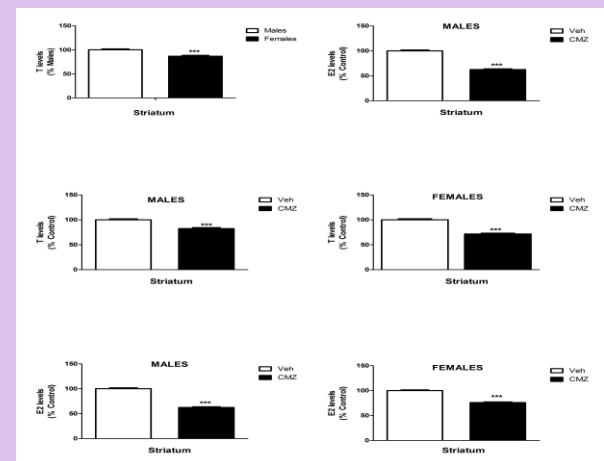 Males
Females
T levels
(% Males)
150
100
50
0
***
Striatum
MALES
Veh
CMZ
E2 levels
(% Control)
150
100
50
0
***
Striatum
MALES
Veh
CMZ
T levels
(% Control)
150
100
50
0
***
Striatum
FEMALES
Veh
CMZ
T levels
(% Control)
150
100
50
0
***
Striatum
MALES
Veh
CMZ
E2 levels
(% Control)
150
100
50
0
***
Striatum
FEMALES
Veh
CMZ
E2 levels
(% Control)
150
100
50
0
***
Striatum